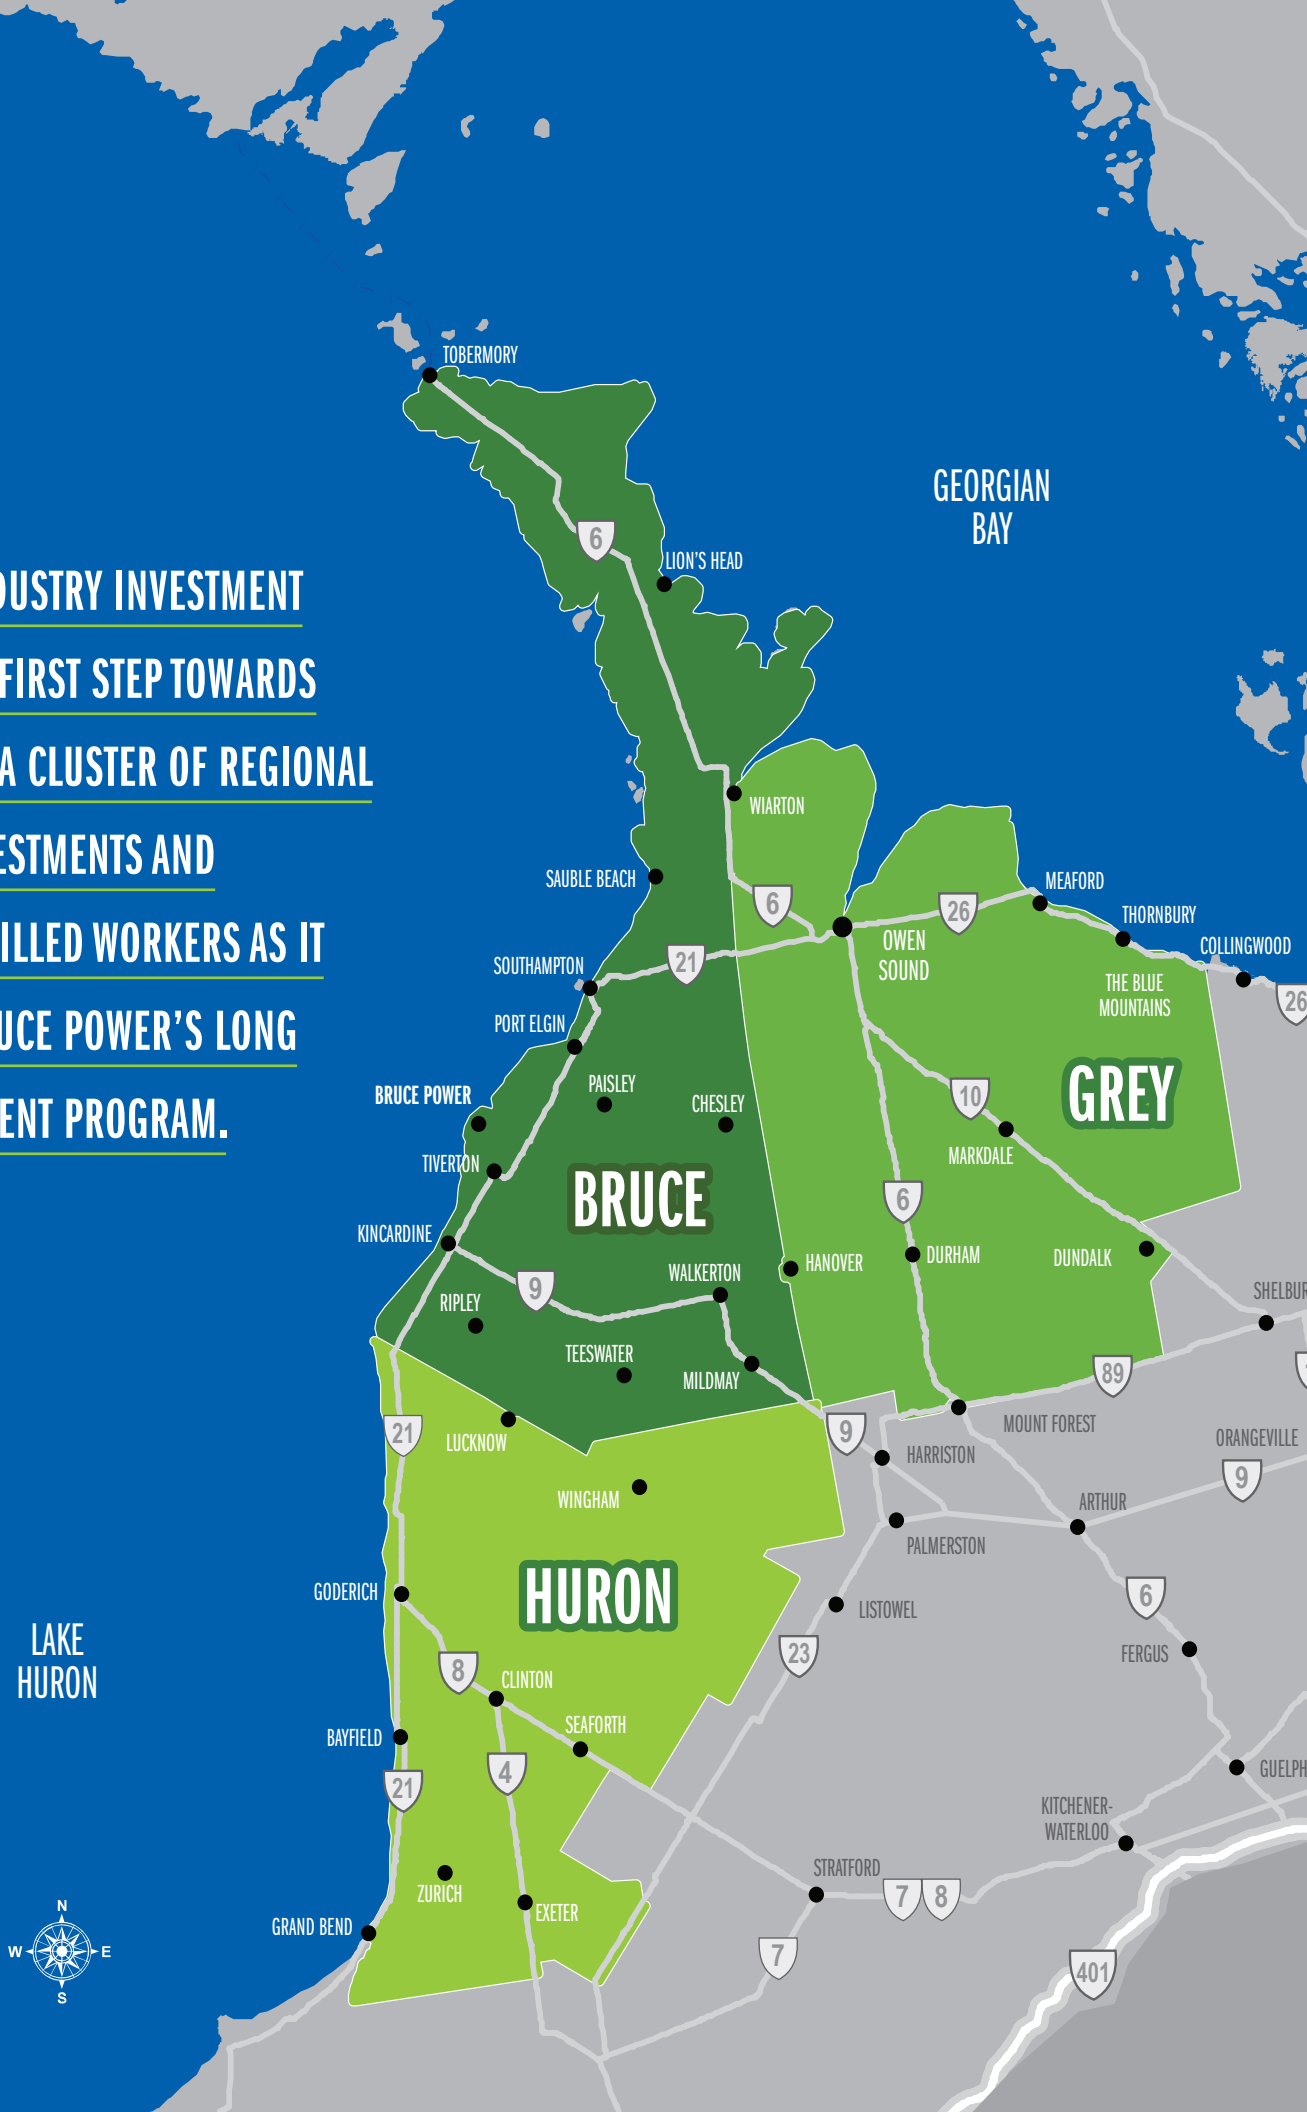 TOBERMORY
GEORGIAN
BAY
6
LION'S HEAD
DUSTRY INVESTMENT
FIRST STEP TOWARDS
A CLUSTER OF REGIONAL
ESTMENTS AND
ILLED WORKERS AS IT
UCE POWER'S LONG
ENT PROGRAM.
WIARTON
SAUBLE BEACH
6
26
MEAFORD
THORNBURY
COLLINGWOOD
OWEN
SOUND
21
SOUTHAMPTON
THE BLUE
MOUNTAINS
26
PORT ELGIN
BRUCE POWER
PAISLEY
CHESLEY
10
GREY
MARKDALE
TIVERTON
BRUCE
6
KINCARDINE
HANOVER
DURHAM
DUNDALK
WALKERTON
9
RIPLEY
SHELBUR
TEESWATER
MILDMAY
89
21
LUCKNOW
9
MOUNT FOREST
HARRISTON
ORANGEVILLE
9
WINGHAM
ARTHUR
PALMERSTON
GODERICH
HURON
LISTOWEL
6
LAKE
HURON
23
FERGUS
8
CLINTON
SEAFORTH
BAYFIELD
4
21
GUELPH
KITCHENER-
WATERLOO
ZURICH
STRATFORD
7
8
EXETER
GRAND BEND
N
W
E
S
7
401